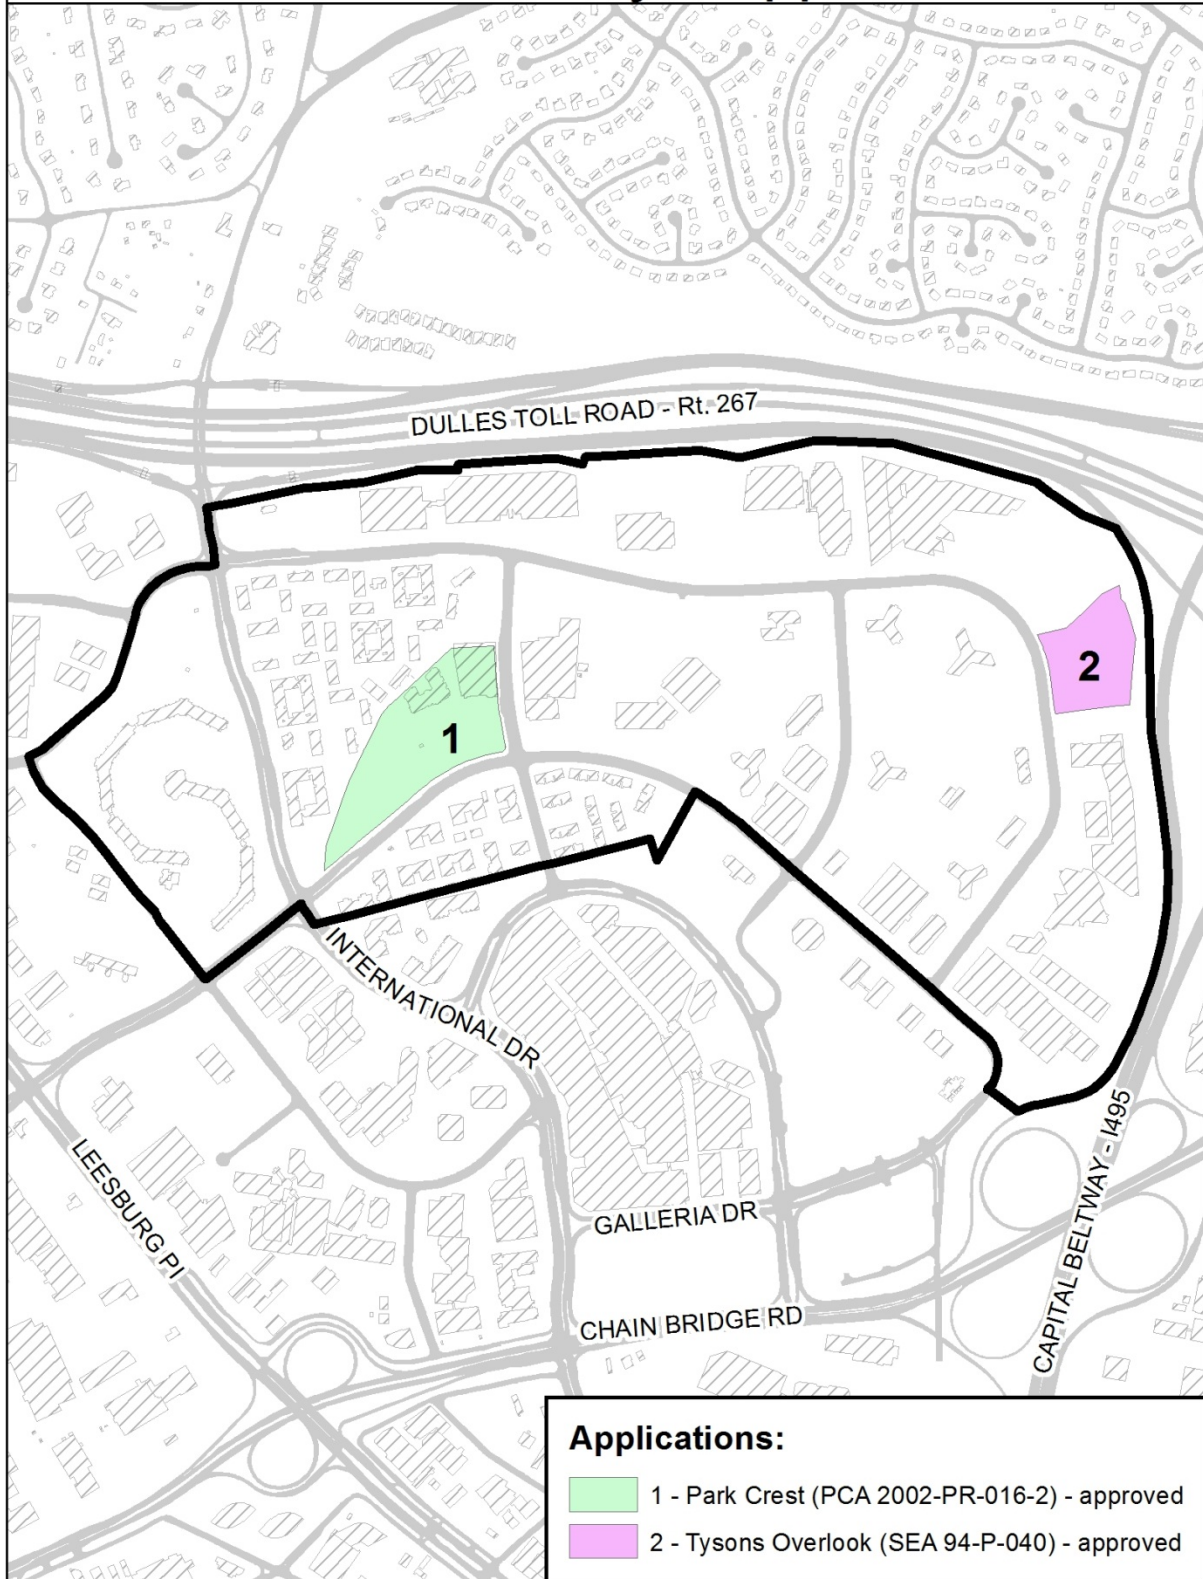 DULLES TOLL ROAD - Rt. 267
2
1
INTERNATIONAL DR
LEESBURG PI
GALLERIA DR
CHAIN BRIDGE RD
CAPITAL BELTWAY - I495
Applications:
1 - Park Crest (PCA 2002-PR-016-2) - approved
2 - Tysons Overlook (SEA 94-P-040) - approved